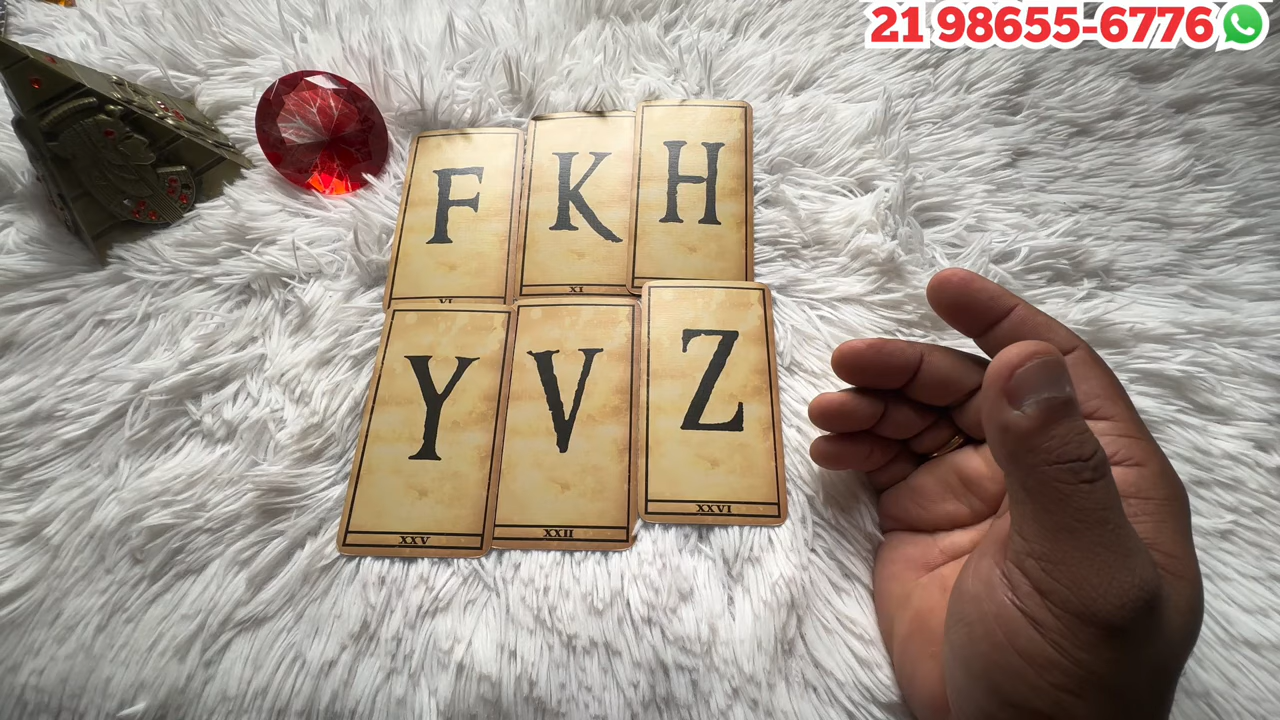 21 98655-6776
F K H
VI XI
Y V Z
XXV XXII XXVI